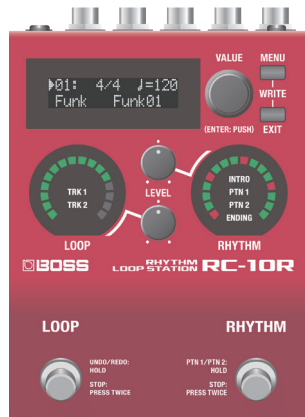 01: 4/4 ♩=120
Funk Funk01
VALUE
MENU
WRITE
(ENTER: PUSH)
EXIT
TRK 1
TRK 2
LEVEL
INTRO
PTN 1
PTN 2
ENDING
LOOP
RHYTHM
BOSS
RHYTHM
LOOP STATION
RC-10R
LOOP
RHYTHM
UNDO/REDO:
HOLD
STOP:
PRESS TWICE
PTN 1/PTN 2:
HOLD
STOP:
PRESS TWICE